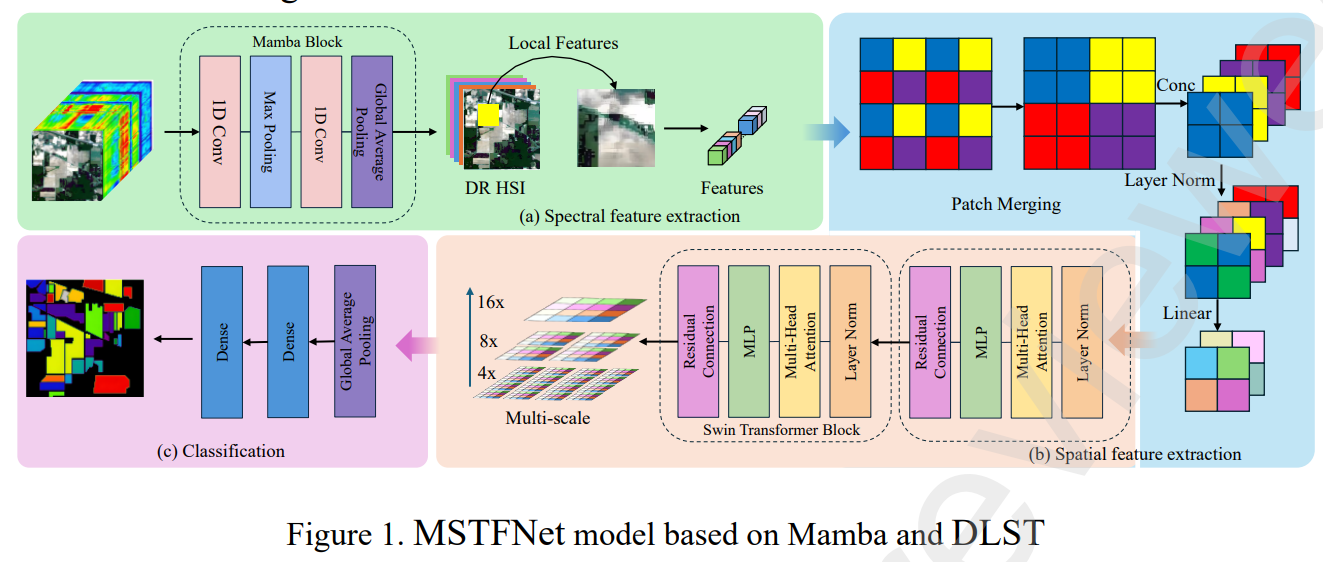 Mamba Block
1D Conv
Max Pooling
1D Conv
Global Average
Pooling
Local Features
DR HSI
Features
(a) Spectral feature extraction
Conc
Layer Norm
Patch Merging
Linear
16x
8x
4x
Multi-scale
Residual
Connection
MLP
Multi-Head
Attention
Layer Norm
Swin Transformer Block
Residual
Connection
MLP
Multi-Head
Attention
Layer Norm
(b) Spatial feature extraction
Dense
Dense
Global Average
Pooling
(c) Classification
Figure 1. MSTFNet model based on Mamba and DLST